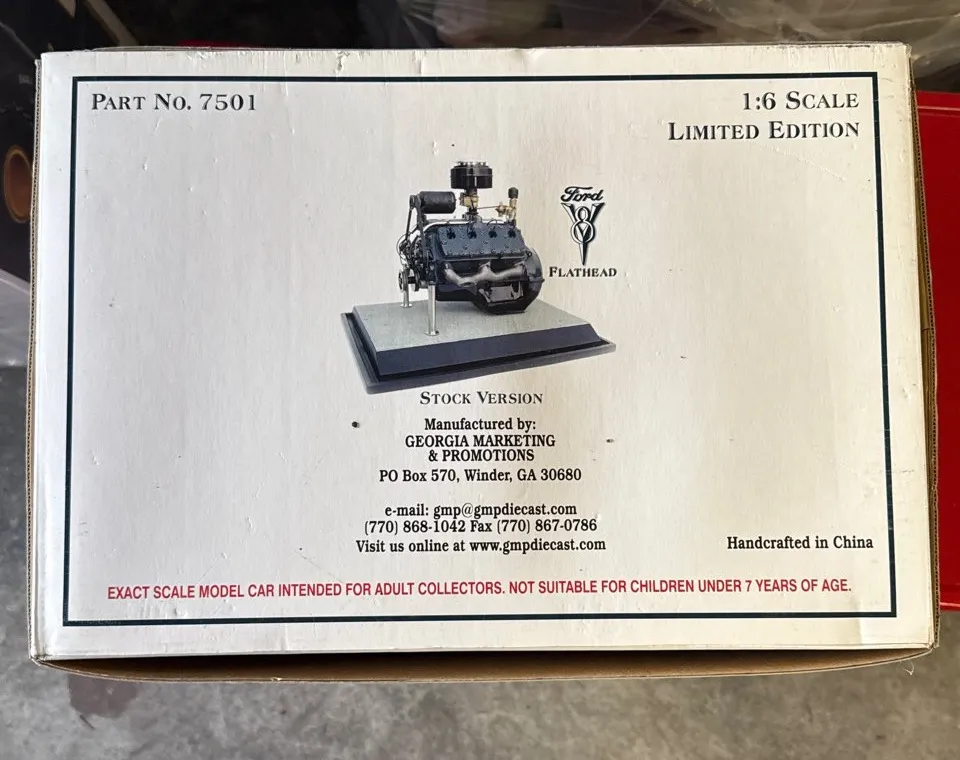 PART NO. 7501
1:6 SCALE
LIMITED EDITION
Ford
V8
FLATHEAD
STOCK VERSION
Manufactured by:
GEORGIA MARKETING
& PROMOTIONS
PO Box 570, Winder, GA 30680
e-mail: gmp@gmpdiecast.com
(770) 868-1042 Fax (770) 867-0786
Visit us online at www.gmpdiecast.com
Handcrafted in China
EXACT SCALE MODEL CAR INTENDED FOR ADULT COLLECTORS. NOT SUITABLE FOR CHILDREN UNDER 7 YEARS OF AGE.